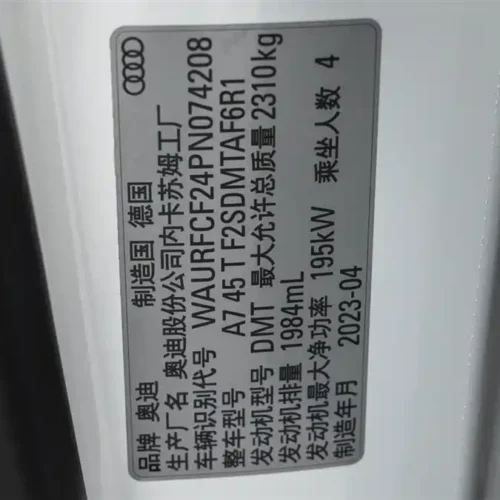 品牌 奥迪 制造国 德国
生产厂名 奥迪股份公司内卡苏姆工厂
车辆识别代号 WAURFCF24PN074208
整车型号 A7 45 T F2SDMTAF6R1
发动机型号 DMT 最大允许总质量 2310kg
发动机排量 1984mL
发动机最大净功率 195kW 乘坐人数 4
制造年月 2023-04